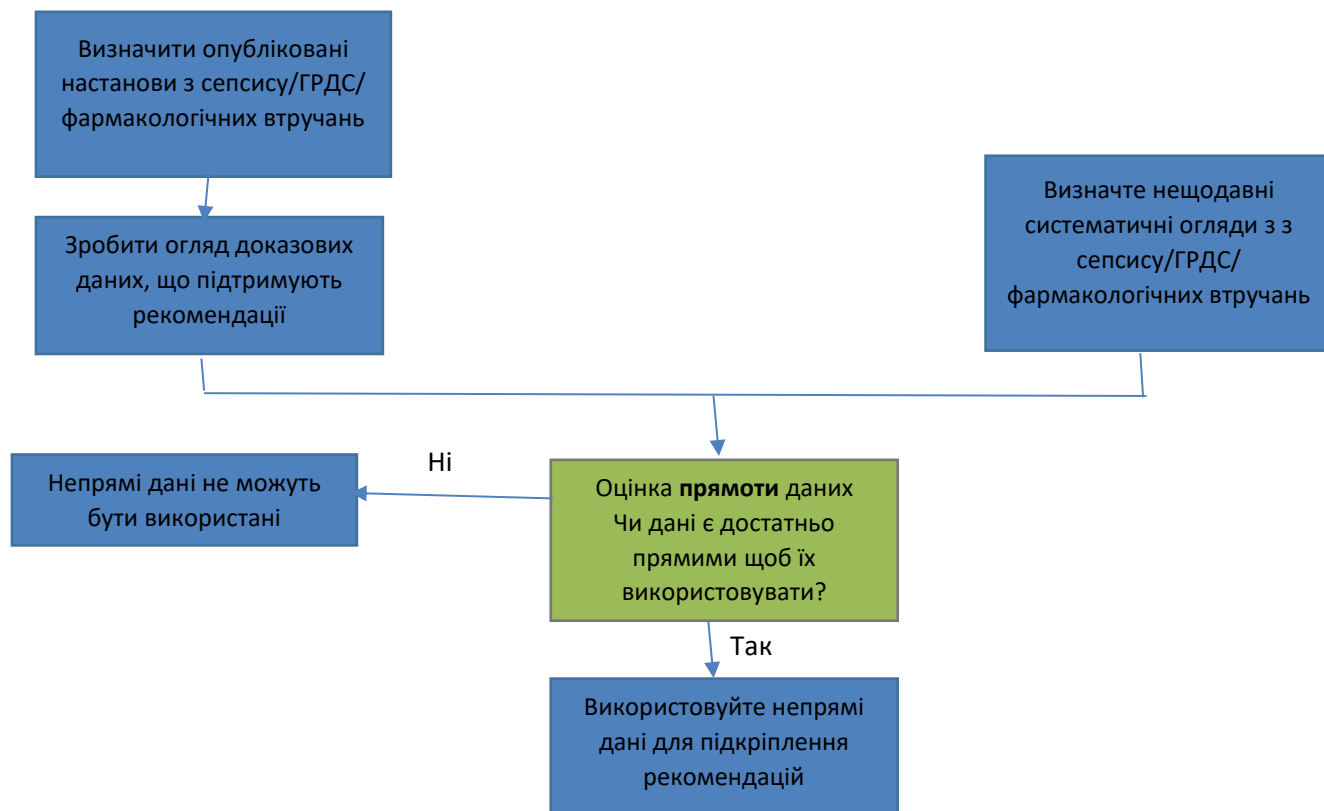 Визначити опубліковані
настанови з сепсису/ГРДС/
фармакологічних втручань
Зробити огляд доказових
даних, що підтримують
рекомендації
Визначте нещодавні
систематичні огляди з з
сепсису/ГРДС/
фармакологічних втручань
Ні
Непрямі дані не можуть
бути використані
Оцінка прямоти даних
Чи дані є достатньо
прямими щоб їх
використовувати?
Так
Використовуйте непрямі
дані для підкріплення
рекомендацій